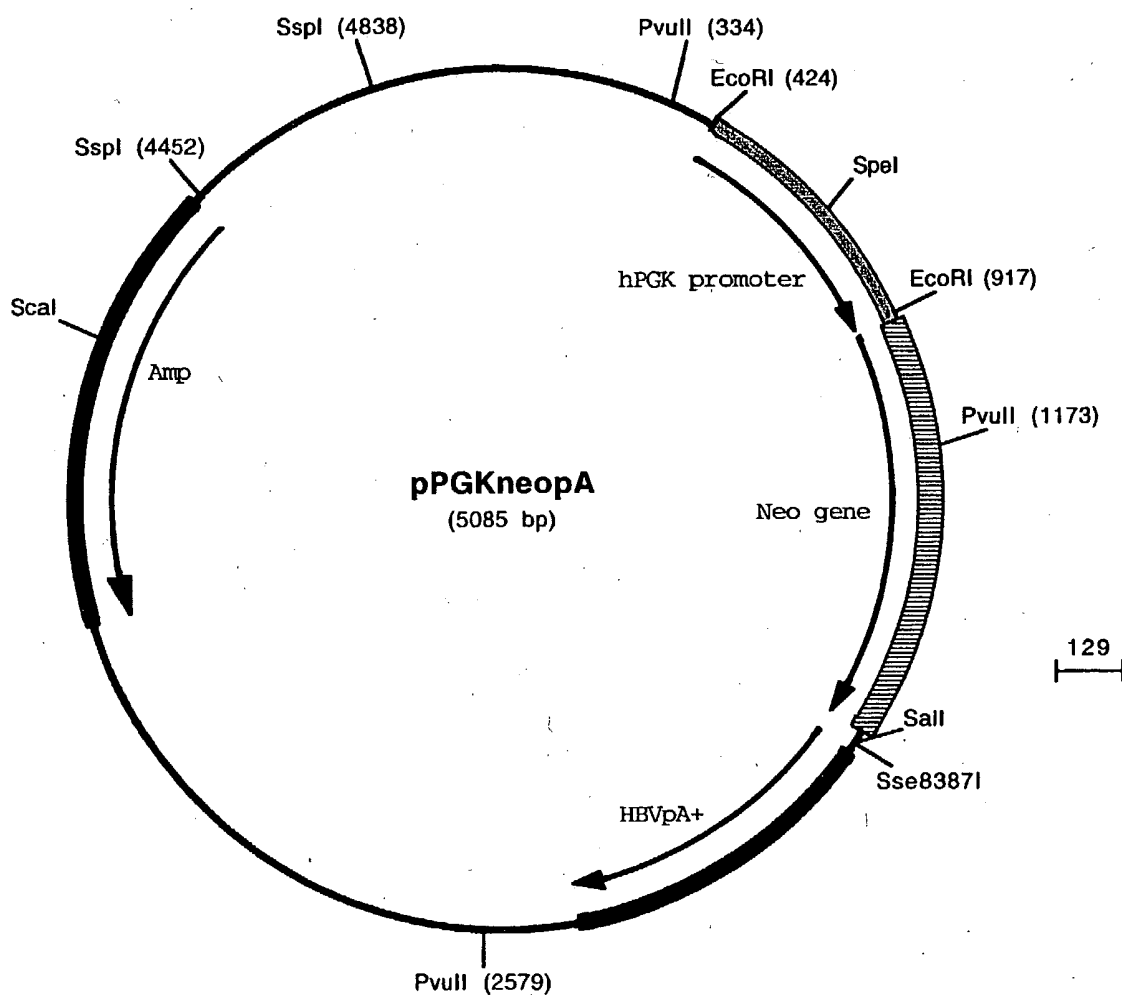 SspI (4838)
PvuII (334)
EcoRI (424)
SspI (4452)
SpeI
hPGK promoter
EcoRI (917)
ScaI
Amp
PvuII (1173)
pPGKneopA
(5085 bp)
Neo gene
129
SalI
Sse8387I
HBVpA+
PvuII (2579)